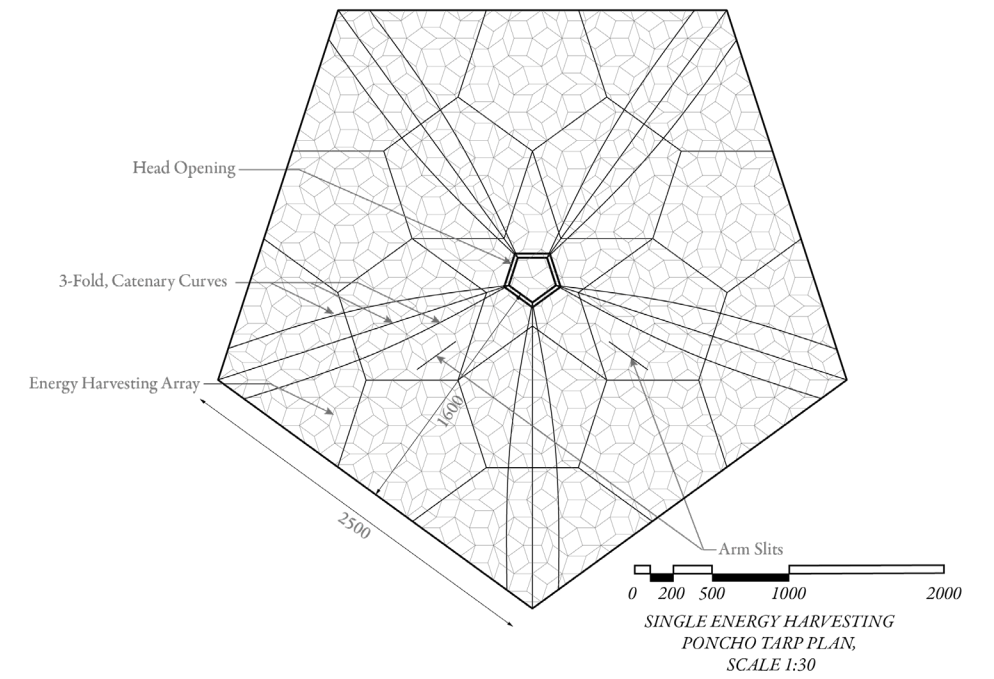 Head Opening
3-Fold, Catenary Curves
Energy Harvesting Array
1600
2500
Arm Slits
0 200 500 1000 2000
SINGLE ENERGY HARVESTING
PONCHO TARP PLAN,
SCALE 1:30